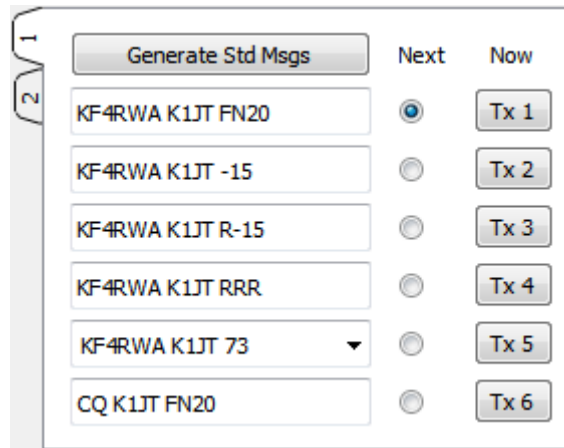 1
2
Generate Std Msgs Next Now
KF4RWA K1JT FN20 Tx 1
KF4RWA K1JT -15 Tx 2
KF4RWA K1JT R-15 Tx 3
KF4RWA K1JT RRR Tx 4
KF4RWA K1JT 73 Tx 5
CQ K1JT FN20 Tx 6